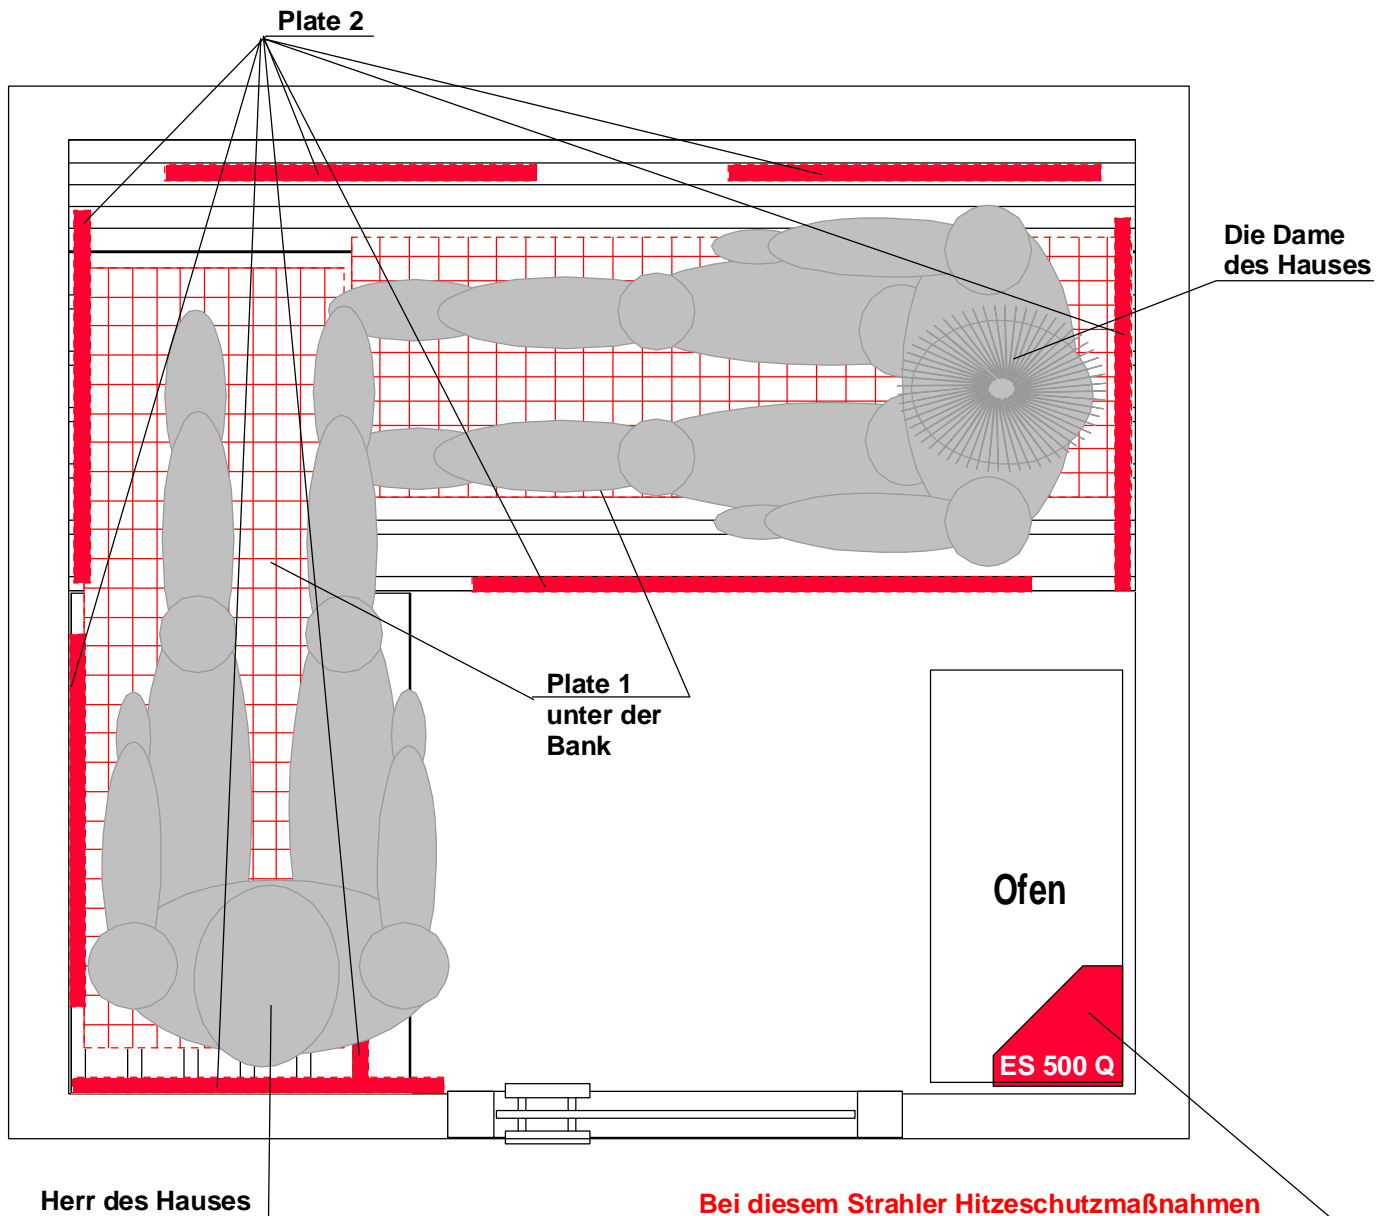 Plate 2
Die Dame
des Hauses
Plate 1
unter der
Bank
Ofen
ES 500 Q
Herr des Hauses
Bei diesem Strahler Hitzeschutzmaßnahmen